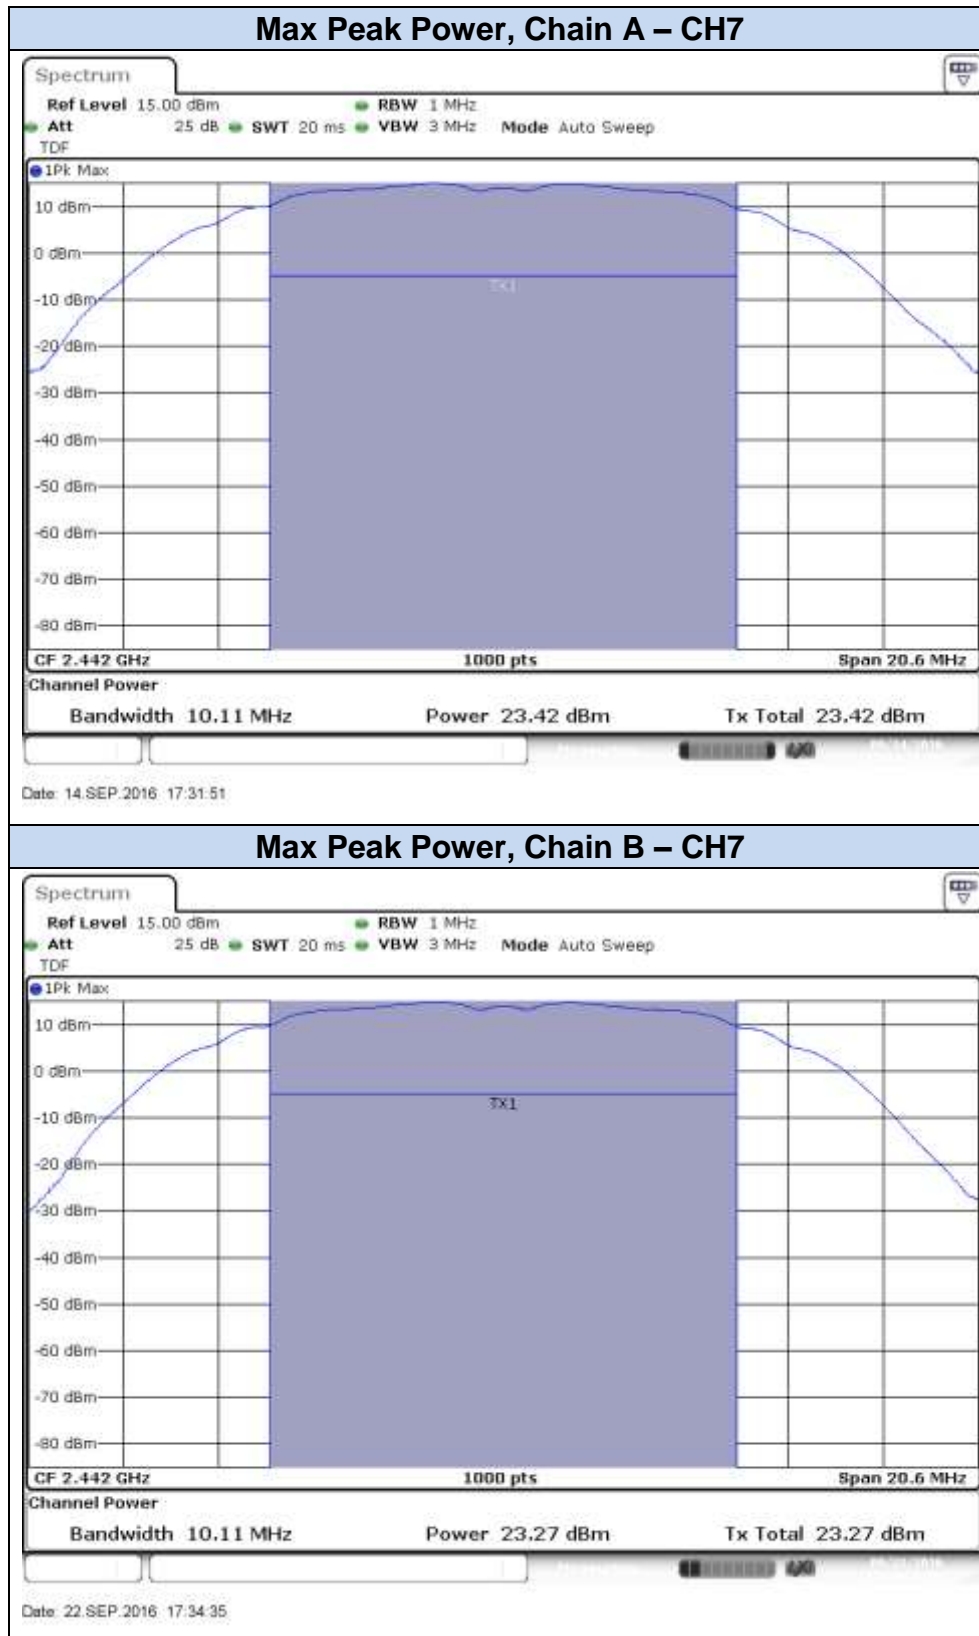 Max Peak Power, Chain A – CH7
Spectrum
Ref Level 15.00 dBm RBW 1 MHz
Att 25 dB SWT 20 ms VBW 3 MHz Mode Auto Sweep
TDF
1Pk Max
10 dBm
0 dBm
-10 dBm
-20 dBm
-30 dBm
-40 dBm
-50 dBm
-60 dBm
-70 dBm
-80 dBm
TX1
CF 2.442 GHz 1000 pts Span 20.6 MHz
Channel Power
Bandwidth 10.11 MHz Power 23.42 dBm Tx Total 23.42 dBm
Date: 14.SEP.2016 17:31:51
Max Peak Power, Chain B – CH7
Spectrum
Ref Level 15.00 dBm RBW 1 MHz
Att 25 dB SWT 20 ms VBW 3 MHz Mode Auto Sweep
TDF
1Pk Max
10 dBm
0 dBm
-10 dBm
-20 dBm
-30 dBm
-40 dBm
-50 dBm
-60 dBm
-70 dBm
-80 dBm
TX1
CF 2.442 GHz 1000 pts Span 20.6 MHz
Channel Power
Bandwidth 10.11 MHz Power 23.27 dBm Tx Total 23.27 dBm
Date: 22.SEP.2016 17:34:35